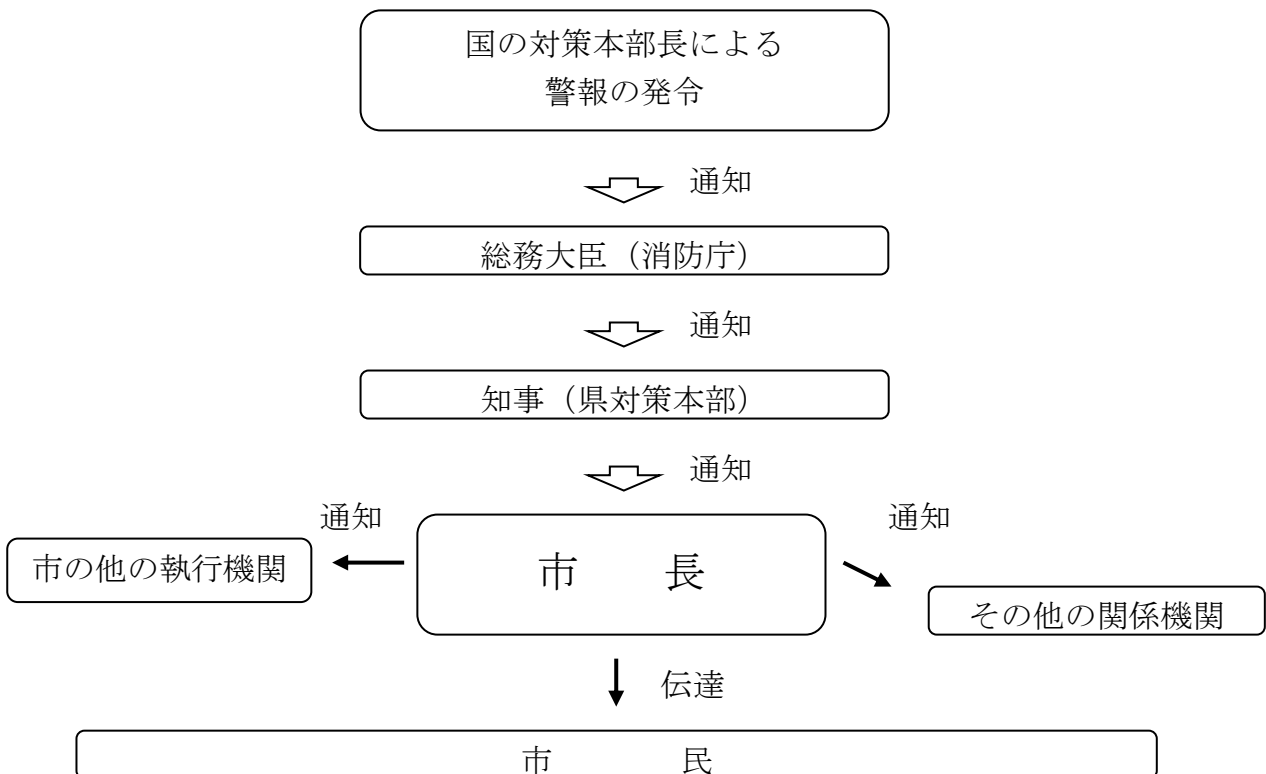 国の対策本部長による
警報の発令
通知
総務大臣（消防庁）
通知
知事（県対策本部）
通知
通知
通知
市の他の執行機関
市　　長
その他の関係機関
伝達
市　　　　民